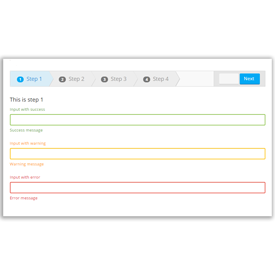 1 Step 1 2 Step 2 3 Step 3 4 Step 4 Next
This is step 1
Input with success
Success message
Input with warning
Warning message
Input with error
Error message